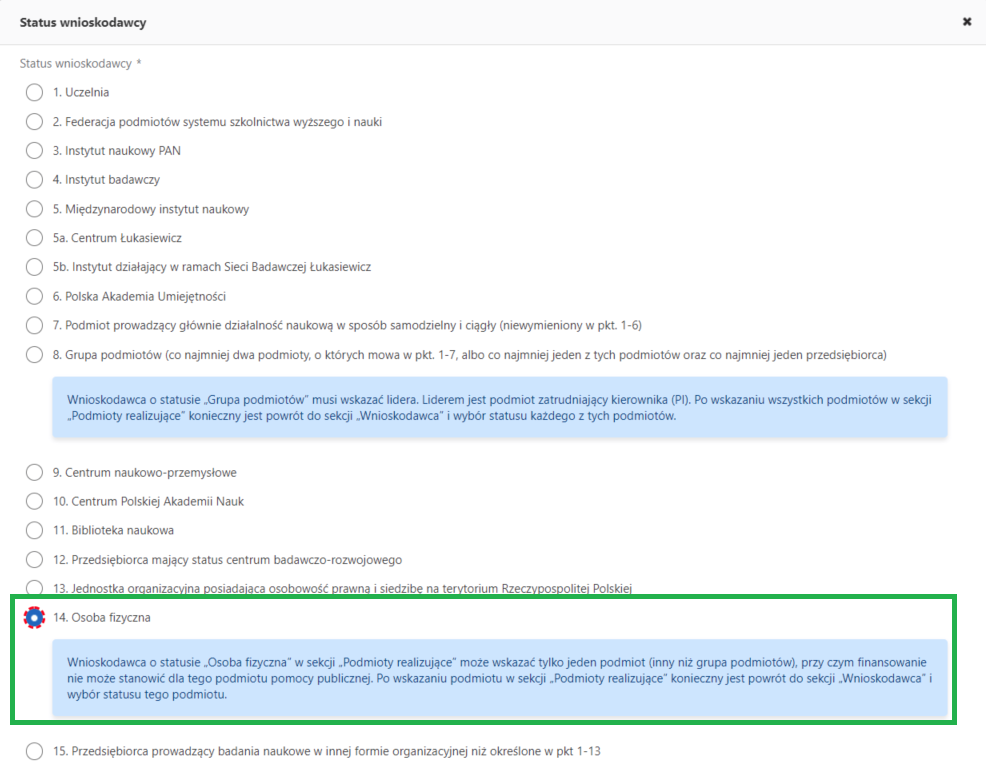 Status wnioskodawcy
Status wnioskodawcy *
1. Uczelnia
2. Federacja podmiotów systemu szkolnictwa wyższego i nauki
3. Instytut naukowy PAN
4. Instytut badawczy
5. Międzynarodowy instytut naukowy
5a. Centrum Łukasiewicz
5b. Instytut działający w ramach Sieci Badawczej Łukasiewicz
6. Polska Akademia Umiejętności
7. Podmiot prowadzący głównie działalność naukową w sposób samodzielny i ciągły (niewymieniony w pkt. 1-6)
8. Grupa podmiotów (co najmniej dwa podmioty, o których mowa w pkt. 1-7, albo co najmniej jeden z tych podmiotów oraz co najmniej jeden przedsiębiorca)
Wnioskodawca o statusie „Grupa podmiotów” musi wskazać lidera. Liderem jest podmiot zatrudniający kierownika (PI). Po wskazaniu wszystkich podmiotów w sekcji
„Podmioty realizujące” konieczny jest powrót do sekcji „Wnioskodawca” i wybór statusu każdego z tych podmiotów.
9. Centrum naukowo-przemysłowe
10. Centrum Polskiej Akademii Nauk
11. Biblioteka naukowa
12. Przedsiębiorca mający status centrum badawczo-rozwojowego
13. Jednostka organizacyjna posiadająca osobowość prawną i siedzibę na terytorium Rzeczypospolitej Polskiej
14. Osoba fizyczna
Wnioskodawca o statusie „Osoba fizyczna” w sekcji „Podmioty realizujące” może wskazać tylko jeden podmiot (inny niż grupa podmiotów), przy czym finansowanie
nie może stanowić dla tego podmiotu pomocy publicznej. Po wskazaniu podmiotu w sekcji „Podmioty realizujące” konieczny jest powrót do sekcji „Wnioskodawca” i
wybór statusu tego podmiotu.
15. Przedsiębiorca prowadzący badania naukowe w innej formie organizacyjnej niż określone w pkt 1-13